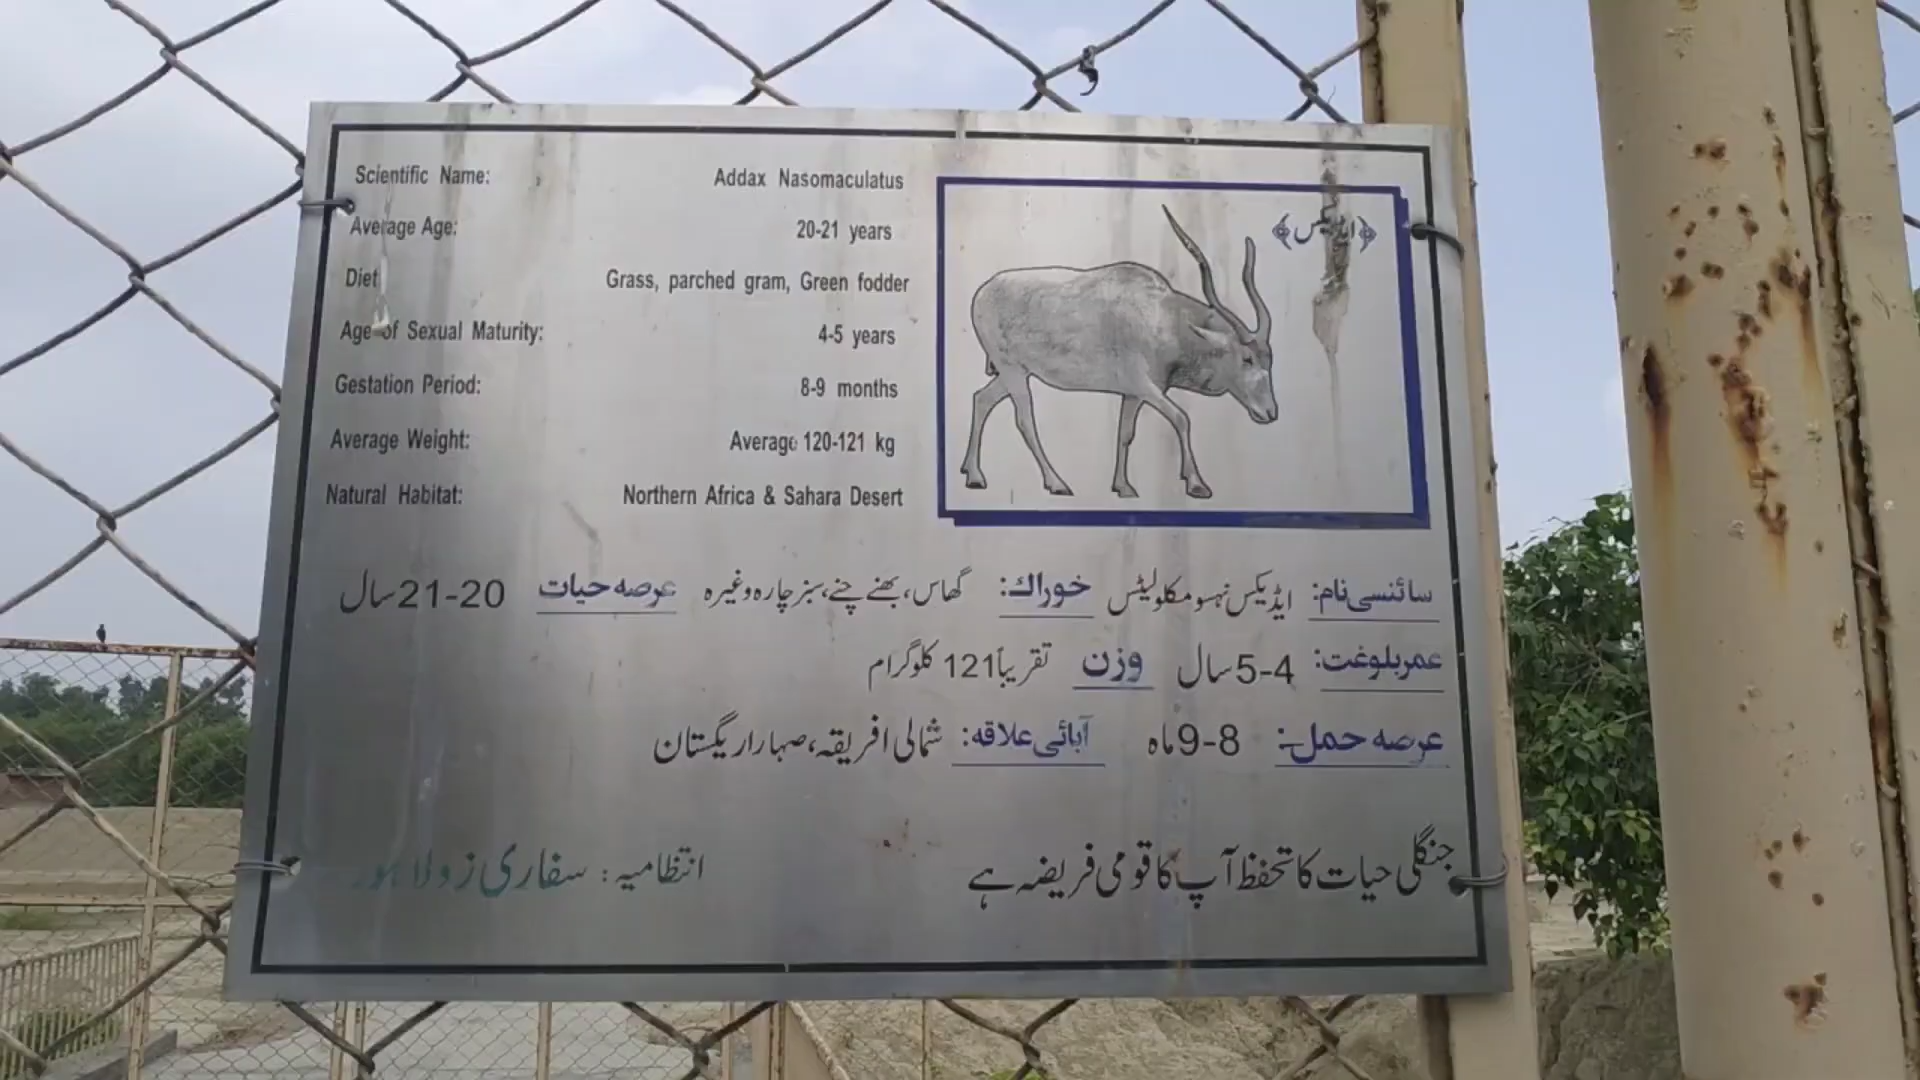 Scientific Name: Addax Nasomaculatus
Average Age: 20-21 years
Diet Grass, parched gram, Green fodder
Age of Sexual Maturity: 4-5 years
Gestation Period: 8-9 months
Average Weight: Average 120-121 kg
Natural Habitat: Northern Africa & Sahara Desert
ایڈیکس
سائنسی نام: ایڈیکس نہسومکولیٹس خوراک: گھاس، بھنے چنے، سبز چارہ وغیرہ عرصہ حیات 20-21 سال
عمر بلوغت: 4-5 سال وزن تقریباً 121 کلوگرام
عرصہ حمل: 8-9 ماہ آبائی علاقہ: شمالی افریقہ، صہارا ریگستان
جنگلی حیات کا تحفظ آپ کا قومی فریضہ ہے
انتظامیہ: سفاری زو لاہور